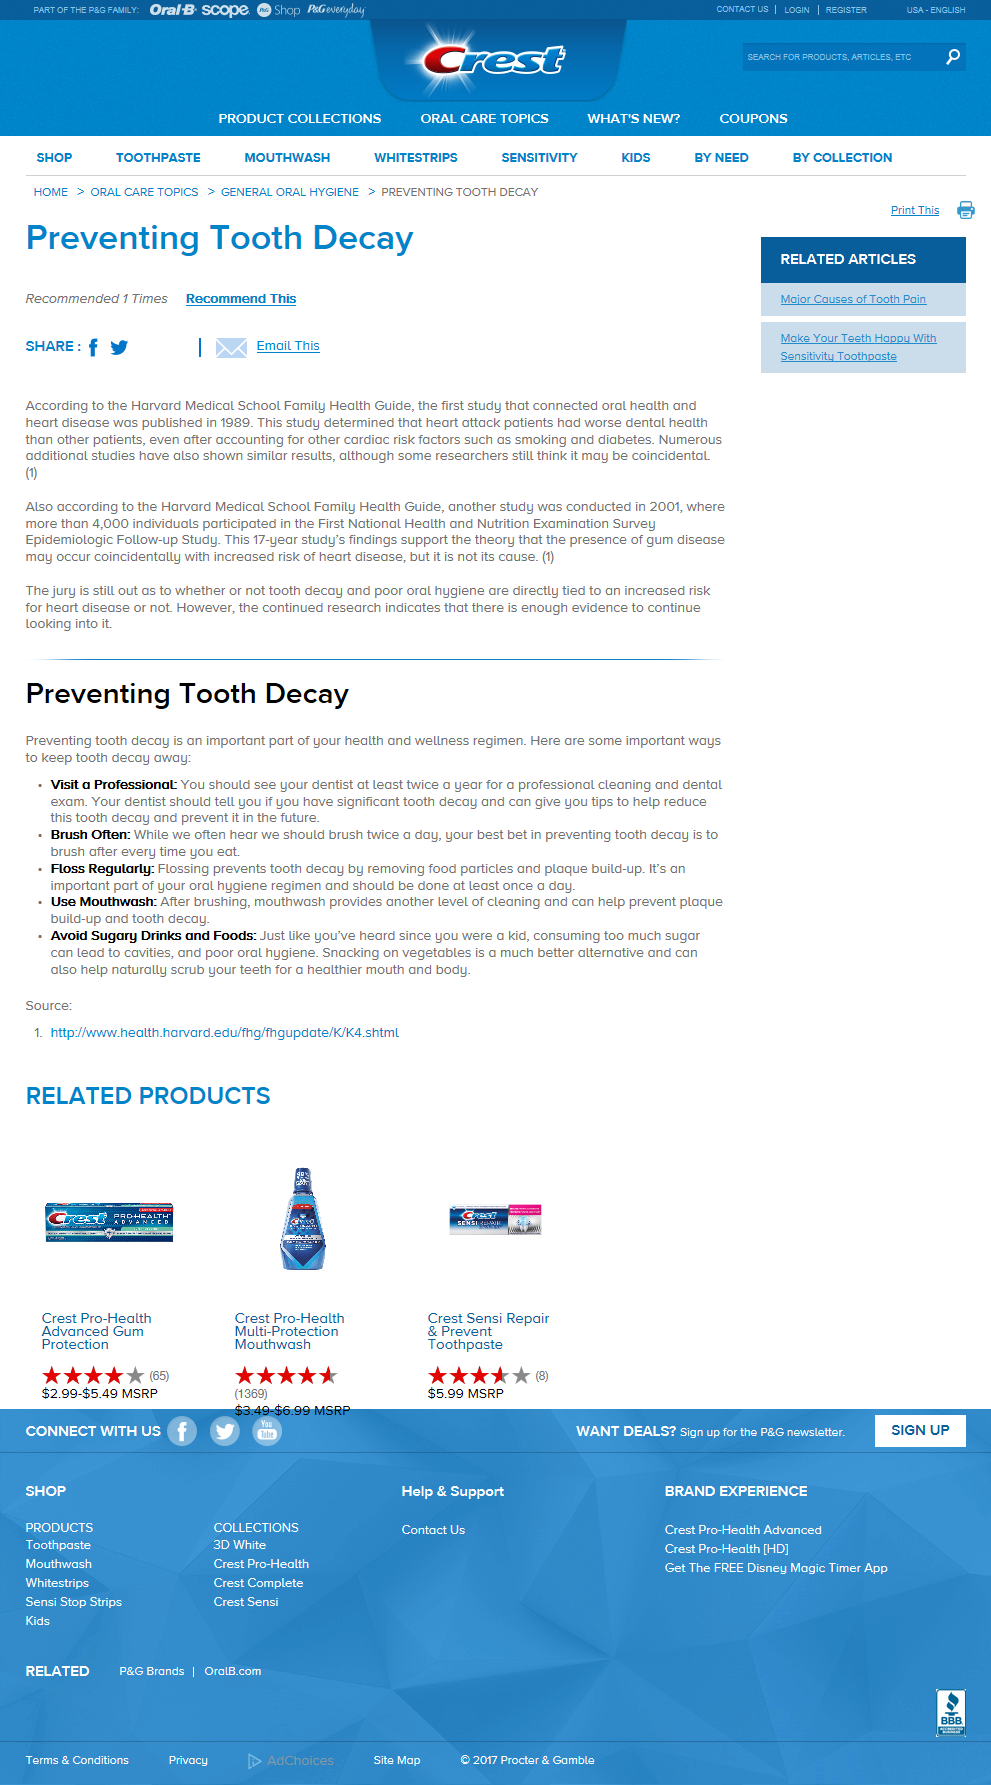 PART OF THE P&G FAMILY: Oral-B scope P&G Shop P&G everyday CONTACT US | LOGIN | REGISTER USA - ENGLISH
Crest
SEARCH FOR PRODUCTS, ARTICLES, ETC
PRODUCT COLLECTIONS ORAL CARE TOPICS WHAT'S NEW? COUPONS
SHOP TOOTHPASTE MOUTHWASH WHITESTRIPS SENSITIVITY KIDS BY NEED BY COLLECTION
HOME > ORAL CARE TOPICS > GENERAL ORAL HYGIENE > PREVENTING TOOTH DECAY
Print This
Preventing Tooth Decay
RELATED ARTICLES
Major Causes of Tooth Pain
Make Your Teeth Happy With
Sensitivity Toothpaste
Recommended 1 Times Recommend This
SHARE : | Email This
According to the Harvard Medical School Family Health Guide, the first study that connected oral health and
heart disease was published in 1989. This study determined that heart attack patients had worse dental health
than other patients, even after accounting for other cardiac risk factors such as smoking and diabetes. Numerous
additional studies have also shown similar results, although some researchers still think it may be coincidental.
(1)
Also according to the Harvard Medical School Family Health Guide, another study was conducted in 2001, where
more than 4,000 individuals participated in the First National Health and Nutrition Examination Survey
Epidemiologic Follow-up Study. This 17-year study's findings support the theory that the presence of gum disease
may occur coincidentally with increased risk of heart disease, but it is not its cause. (1)
The jury is still out as to whether or not tooth decay and poor oral hygiene are directly tied to an increased risk
for heart disease or not. However, the continued research indicates that there is enough evidence to continue
looking into it.
Preventing Tooth Decay
Preventing tooth decay is an important part of your health and wellness regimen. Here are some important ways
to keep tooth decay away:
• Visit a Professional: You should see your dentist at least twice a year for a professional cleaning and dental
exam. Your dentist should tell you if you have significant tooth decay and can give you tips to help reduce
this tooth decay and prevent it in the future.
• Brush Often: While we often hear we should brush twice a day, your best bet in preventing tooth decay is to
brush after every time you eat.
• Floss Regularly: Flossing prevents tooth decay by removing food particles and plaque build-up. It's an
important part of your oral hygiene regimen and should be done at least once a day.
• Use Mouthwash: After brushing, mouthwash provides another level of cleaning and can help prevent plaque
build-up and tooth decay.
• Avoid Sugary Drinks and Foods: Just like you've heard since you were a kid, consuming too much sugar
can lead to cavities, and poor oral hygiene. Snacking on vegetables is a much better alternative and can
also help naturally scrub your teeth for a healthier mouth and body.
Source:
1. http://www.health.harvard.edu/fhg/fhgupdate/K/K4.shtml
RELATED PRODUCTS
Crest PRO-HEALTH
ADVANCED
Crest
Crest
SENSI REPAIR
Crest Pro-Health
Advanced Gum
Protection
(65)
$2.99-$5.49 MSRP
Crest Pro-Health
Multi-Protection
Mouthwash
(1369)
$3.49-$6.99 MSRP
Crest Sensi Repair
& Prevent
Toothpaste
(8)
$5.99 MSRP
CONNECT WITH US You Tube WANT DEALS? Sign up for the P&G newsletter. SIGN UP
SHOP
PRODUCTS
Toothpaste
Mouthwash
Whitestrips
Sensi Stop Strips
Kids
COLLECTIONS
3D White
Crest Pro-Health
Crest Complete
Crest Sensi
Help & Support
Contact Us
BRAND EXPERIENCE
Crest Pro-Health Advanced
Crest Pro-Health [HD]
Get The FREE Disney Magic Timer App
RELATED P&G Brands | OralB.com
BBB
ACCREDITED
BUSINESS
Terms & Conditions Privacy AdChoices Site Map © 2017 Procter & Gamble